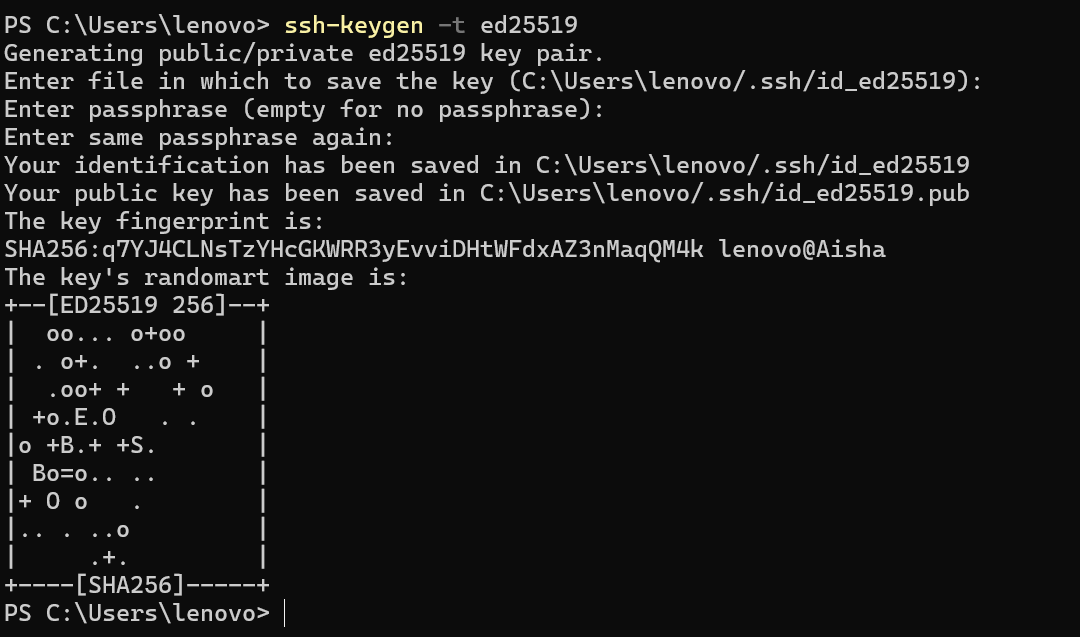 PS C:\Users\lenovo> ssh-keygen -t ed25519
Generating public/private ed25519 key pair.
Enter file in which to save the key (C:\Users\lenovo/.ssh/id_ed25519):
Enter passphrase (empty for no passphrase):
Enter same passphrase again:
Your identification has been saved in C:\Users\lenovo/.ssh/id_ed25519
Your public key has been saved in C:\Users\lenovo/.ssh/id_ed25519.pub
The key fingerprint is:
SHA256:q7YJ4CLNsTzYHcGKWRR3yEvviDHtWFdxAZ3nMaqQM4k lenovo@Aisha
The key's randomart image is:
+--[ED25519 256]--+
|  oo... o+oo     |
| . o+.  ..o +    |
|  .oo+ +   + o   |
| +o.E.O   . .    |
|o +B.+ +S.       |
| Bo=o.. ..       |
|+ O o   .        |
|.. . ..o         |
|     .+.         |
+----[SHA256]-----+
PS C:\Users\lenovo>